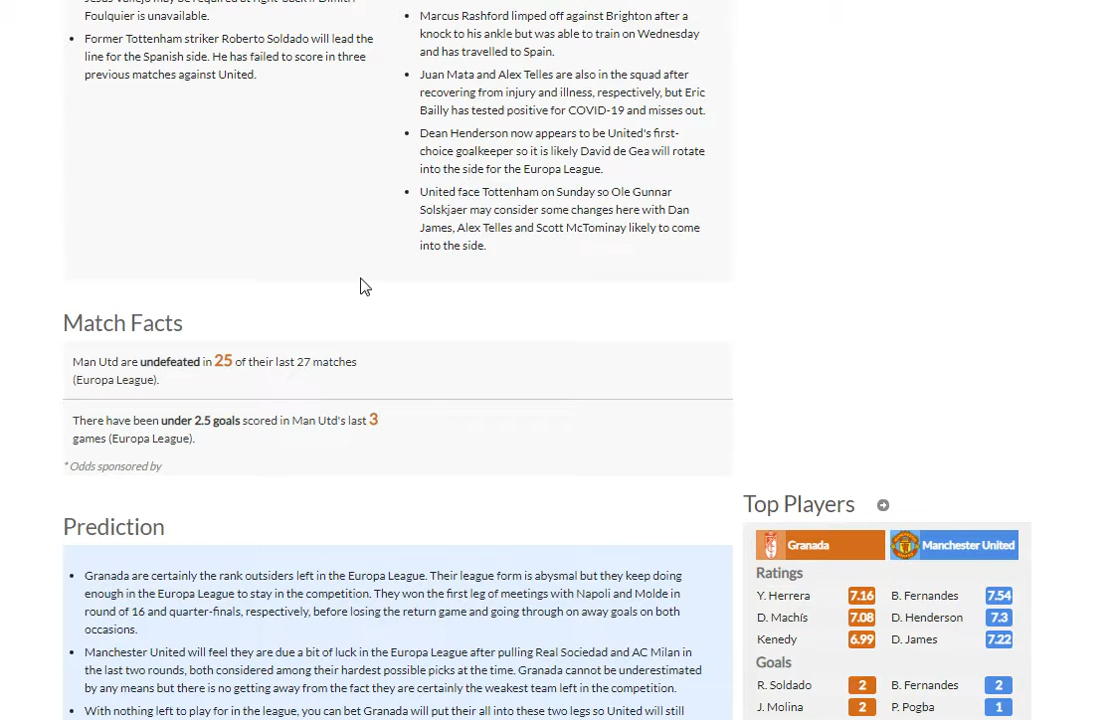 Foulquier is unavailable.
Former Tottenham striker Roberto Soldado will lead the
line for the Spanish side. He has failed to score in three
previous matches against United.
Marcus Rashford limped off against Brighton after a
knock to his ankle but was able to train on Wednesday
and has travelled to Spain.
Juan Mata and Alex Telles are also in the squad after
recovering from injury and illness, respectively, but Eric
Bailly has tested positive for COVID-19 and misses out.
Dean Henderson now appears to be United's first-
choice goalkeeper so it is likely David de Gea will rotate
into the side for the Europa League.
United face Tottenham on Sunday so Ole Gunnar
Solskjaer may consider some changes here with Dan
James, Alex Telles and Scott McTominay likely to come
into the side.
Match Facts
Man Utd are undefeated in 25 of their last 27 matches
(Europa League).
There have been under 2.5 goals scored in Man Utd's last 3
games (Europa League).
* Odds sponsored by
Prediction
Granada are certainly the rank outsiders left in the Europa League. Their league form is abysmal but they keep doing
enough in the Europa League to stay in the competition. They won the first leg of meetings with Napoli and Molde in
round of 16 and quarter-finals, respectively, before losing the return game and going through on away goals on both
occasions.
Manchester United will feel they are due a bit of luck in the Europa League after pulling Real Sociedad and AC Milan in
the last two rounds, both considered among their hardest possible picks at the time. Granada cannot be underestimated
by any means but there is no getting away from the fact they are certainly the weakest team left in the competition.
With nothing left to play for in the league, you can bet Granada will put their all into these two legs so United will still
Top Players
Granada Manchester United
Ratings
Y. Herrera 7.16 B. Fernandes 7.54
D. Machís 7.08 D. Henderson 7.3
Kenedy 6.99 D. James 7.22
Goals
R. Soldado 2 B. Fernandes 2
J. Molina 2 P. Pogba 1